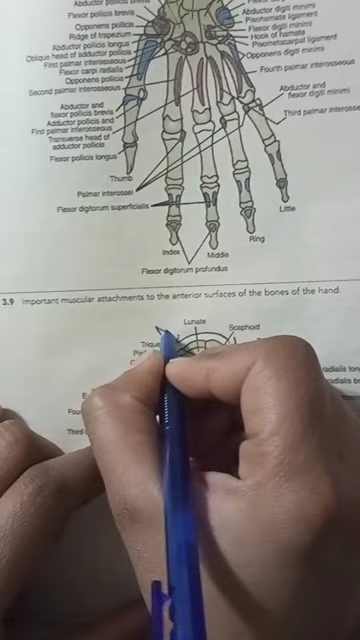 Abductor pollicis brevis
Flexor pollicis brevis
Opponens pollicis
Ridge of trapezium
Abductor pollicis longus
Oblique head of adductor pollicis
First palmar interosseous
Flexor carpi radialis
Opponens pollicis
Second palmar interosseous
Abductor and
flexor pollicis brevis
Adductor pollicis and
First palmar interosseous
Transverse head of
adductor pollicis
Flexor pollicis longus
Thumb
Palmar interossei
Flexor digitorum superficialis
Abductor digiti minimi
Pisohamate ligament
Flexor digiti minimi
Hook of hamate
Pisometacarpal ligament
Opponens digiti minimi
Fourth palmar interosseous
Abductor and
flexor digiti minimi
Third palmar interosseous
Little
Ring
Index
Middle
Flexor digitorum profundus
3.9 Important muscular attachments to the anterior surfaces of the bones of the hand.
Lunate
Scaphoid
Third